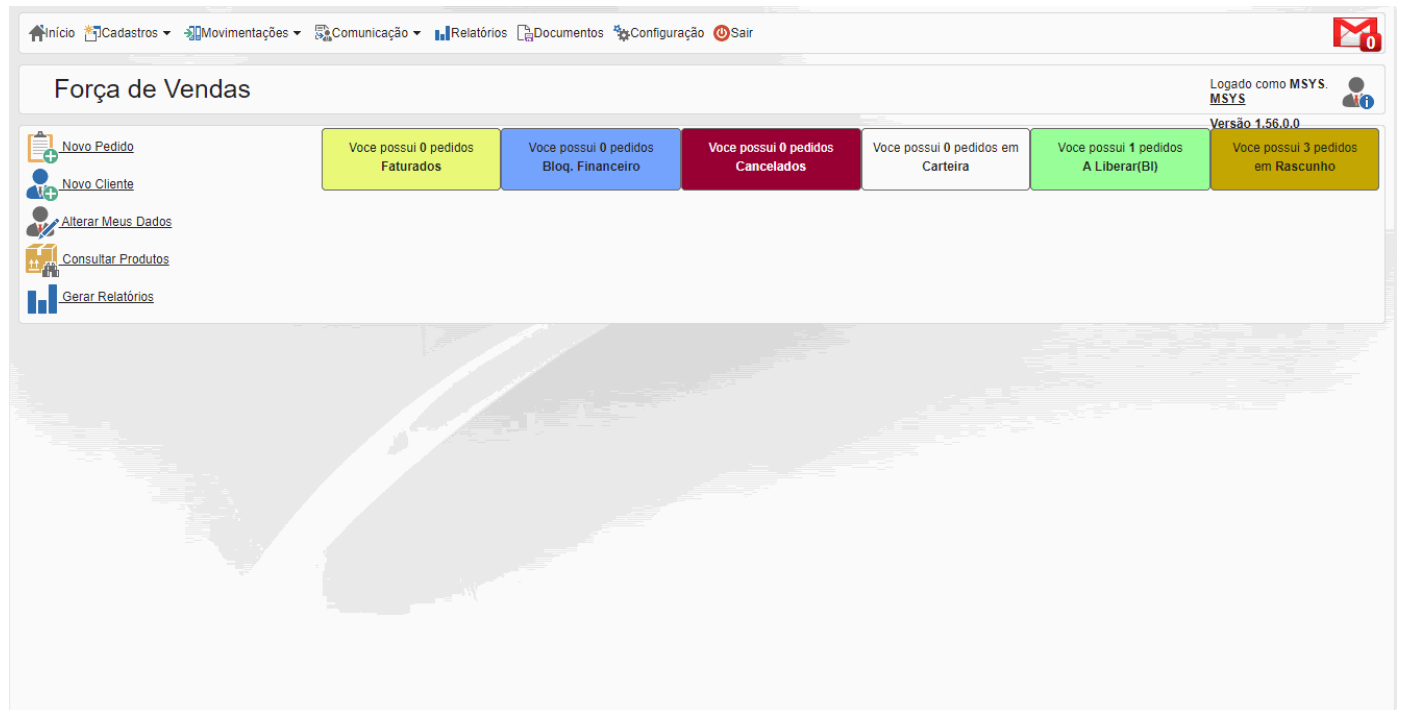 Início Cadastros Movimentações Comunicação Relatórios Documentos Configuração Sair
0
Força de Vendas
Logado como MSYS.
MSYS
Versão 1.56.0.0
Novo Pedido
Novo Cliente
Alterar Meus Dados
Consultar Produtos
Gerar Relatórios
Voce possui 0 pedidos
Faturados
Voce possui 0 pedidos
Bloq. Financeiro
Voce possui 0 pedidos
Cancelados
Voce possui 0 pedidos em
Carteira
Voce possui 1 pedidos
A Liberar(BI)
Voce possui 3 pedidos
em Rascunho